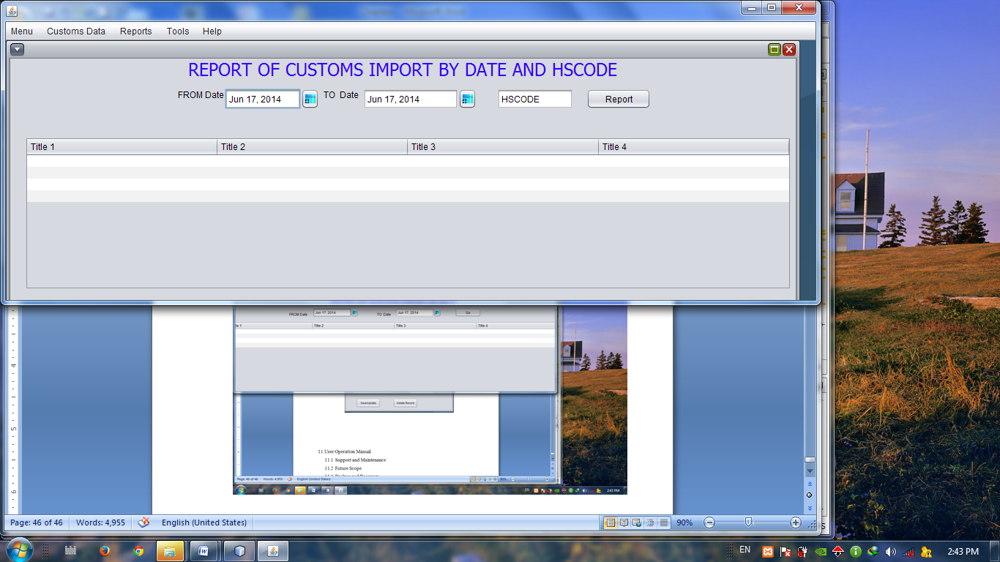 Menu Customs Data Reports Tools Help
REPORT OF CUSTOMS IMPORT BY DATE AND HSCODE
FROM Date Jun 17, 2014 TO Date Jun 17, 2014 HSCODE Report
Title 1 Title 2 Title 3 Title 4
FROM Date Jun 17, 2014 TO Date Jun 17, 2014 Go
Title 2 Title 3 Title 4
Save/Update Delete Record
11.User Operation Manual
11.1 Support and Maintenance
11.2 Future Scope
Page: 46 of 46 Words: 4,955 English (United States) 90%
EN 2:43 PM
4
5
6
Page: 46 of 46 Words: 4,955 English (United States) 90%
EN 2:43 PM